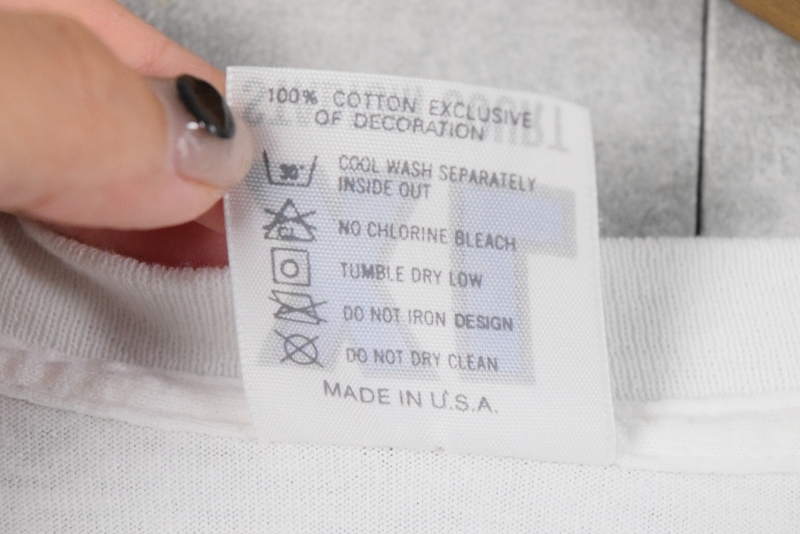 100% COTTON EXCLUSIVE
OF DECORATION
30°
COOL WASH SEPARATELY
INSIDE OUT
CL
NO CHLORINE BLEACH
TUMBLE DRY LOW
DO NOT IRON DESIGN
DO NOT DRY CLEAN
MADE IN U.S.A.